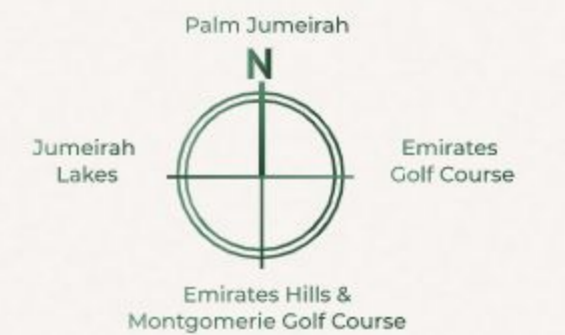 Palm Jumeirah
N
Jumeirah
Lakes
Emirates
Golf Course
Emirates Hills &
Montgomerie Golf Course